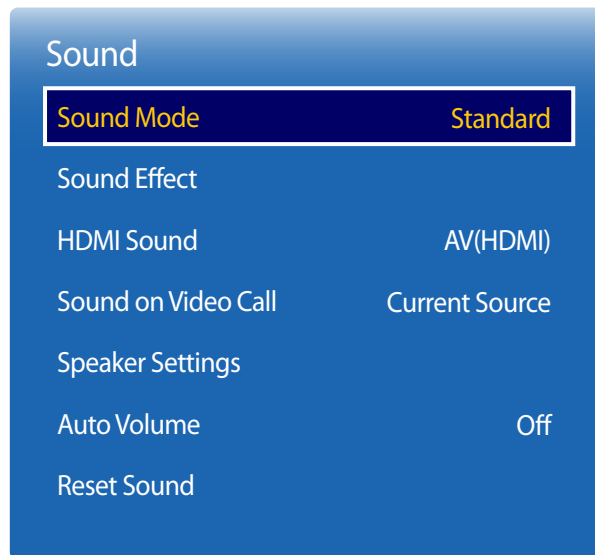 Sound
Sound Mode Standard
Sound Effect
HDMI Sound AV(HDMI)
Sound on Video Call Current Source
Speaker Settings
Auto Volume Off
Reset Sound